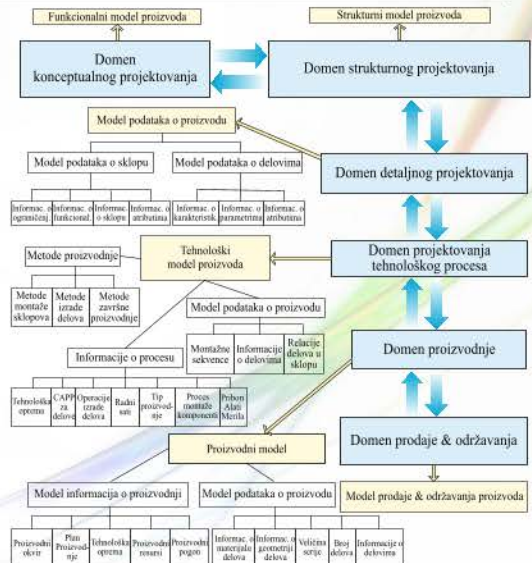 Funkcionalni model proizvoda
Strukturni model proizvoda
Domen
konceptualnog projektovanja
Domen strukturnog projektovanja
Model podataka o proizvodu
Model podataka o sklopu
Model podataka o delovima
Domen detaljnog projektovanja
Informac. o
ograničenj.
Informac. o
funkcional.
Informac. o
o sklopu
Informac. o
atributima
Informac. o
karakteristik.
Informac. o
parametrima
Informac. o
atributima
Metode proizvodnje
Tehnološki
model proizvoda
Domen projektovanja
tehnološkog procesa
Metode
montaže
sklopova
Metode
izrade
delova
Metode
završne
proizvodnje
Model podataka o proizvodu
Informacije o procesu
Montažne
sekvence
Informacije
o delovima
Relacije
delova u
sklopu
Domen proizvodnje
Tehnološka
oprema
CAPP
za
delove
Operacije
izrade
delova
Radni
sati
Tip
proizvod-
nje
Proces
montaže
komponenti
Pribori
Alati
Merila
Proizvodni model
Domen prodaje & održavanja
Model informacija o proizvodnji
Model podataka o proizvodu
Model prodaje & održavanja proizvoda
Proizvodni
okvir
Plan
Proizvod-
nje
Tehnološka
oprema
Proizvodni
resursi
Proizvodni
pogon
Informac. o
materijalu
delova
Informac. o
geometriji
delova
Veličina
serije
Broj
delova
Informacije o
delovima